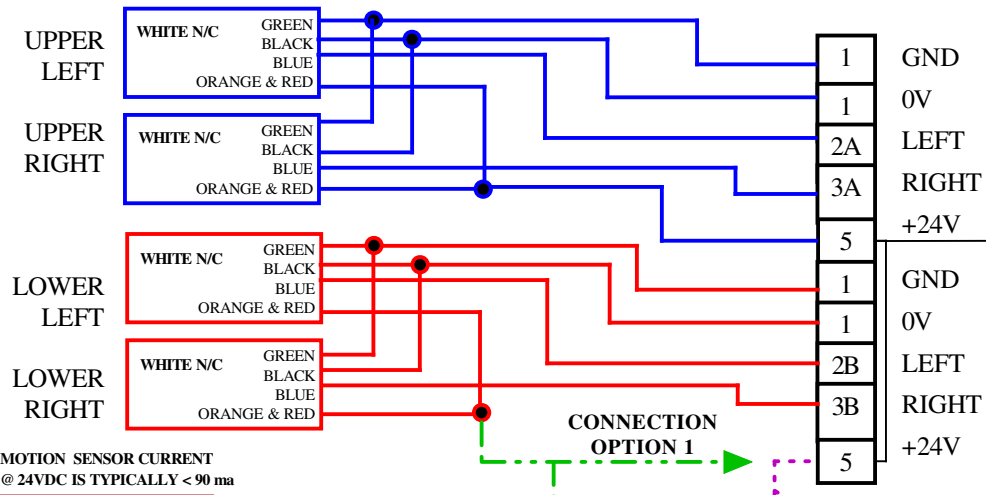 UPPER
LEFT
WHITE N/C
GREEN
BLACK
BLUE
ORANGE & RED
UPPER
RIGHT
WHITE N/C
GREEN
BLACK
BLUE
ORANGE & RED
LOWER
LEFT
WHITE N/C
GREEN
BLACK
BLUE
ORANGE & RED
LOWER
RIGHT
WHITE N/C
GREEN
BLACK
BLUE
ORANGE & RED
1 GND
1 0V
2A LEFT
3A RIGHT
5 +24V
1 GND
1 0V
2B LEFT
3B RIGHT
5 +24V
CONNECTION
OPTION 1
MOTION SENSOR CURRENT
@ 24VDC IS TYPICALLY < 90 ma